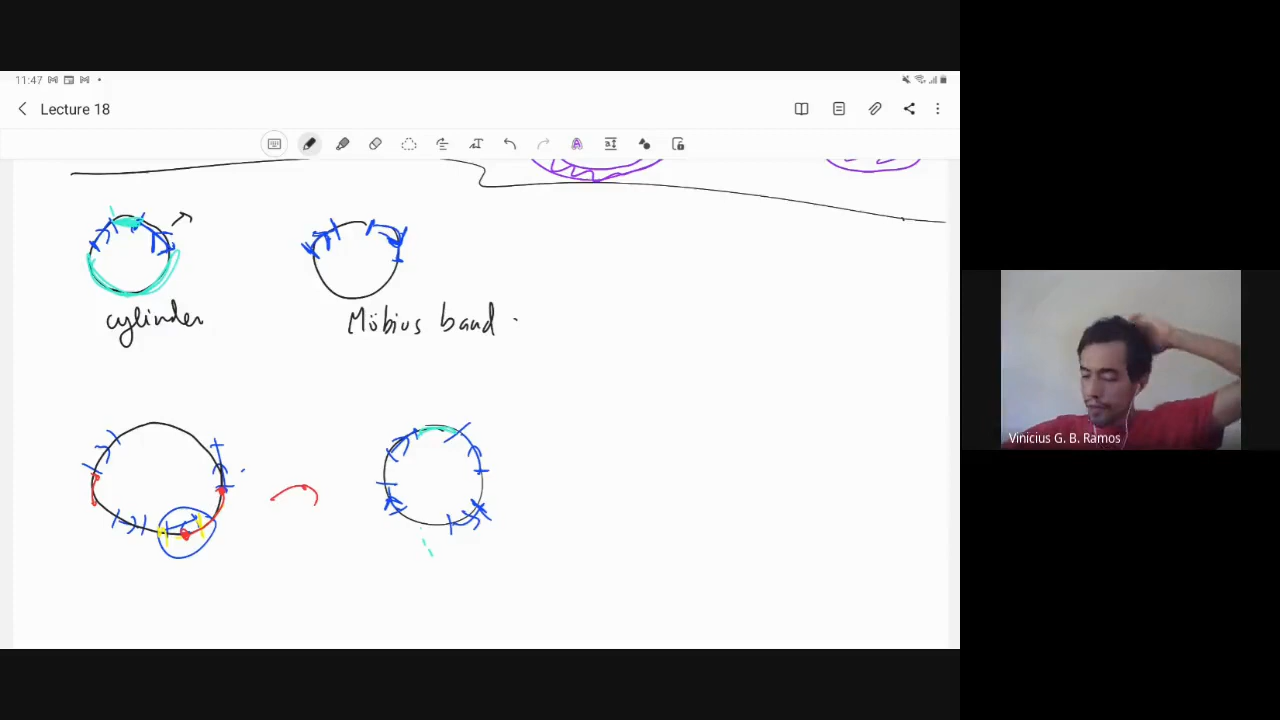 11:47
Lecture 18
cylinder
Möbius band
Vinicius G. B. Ramos